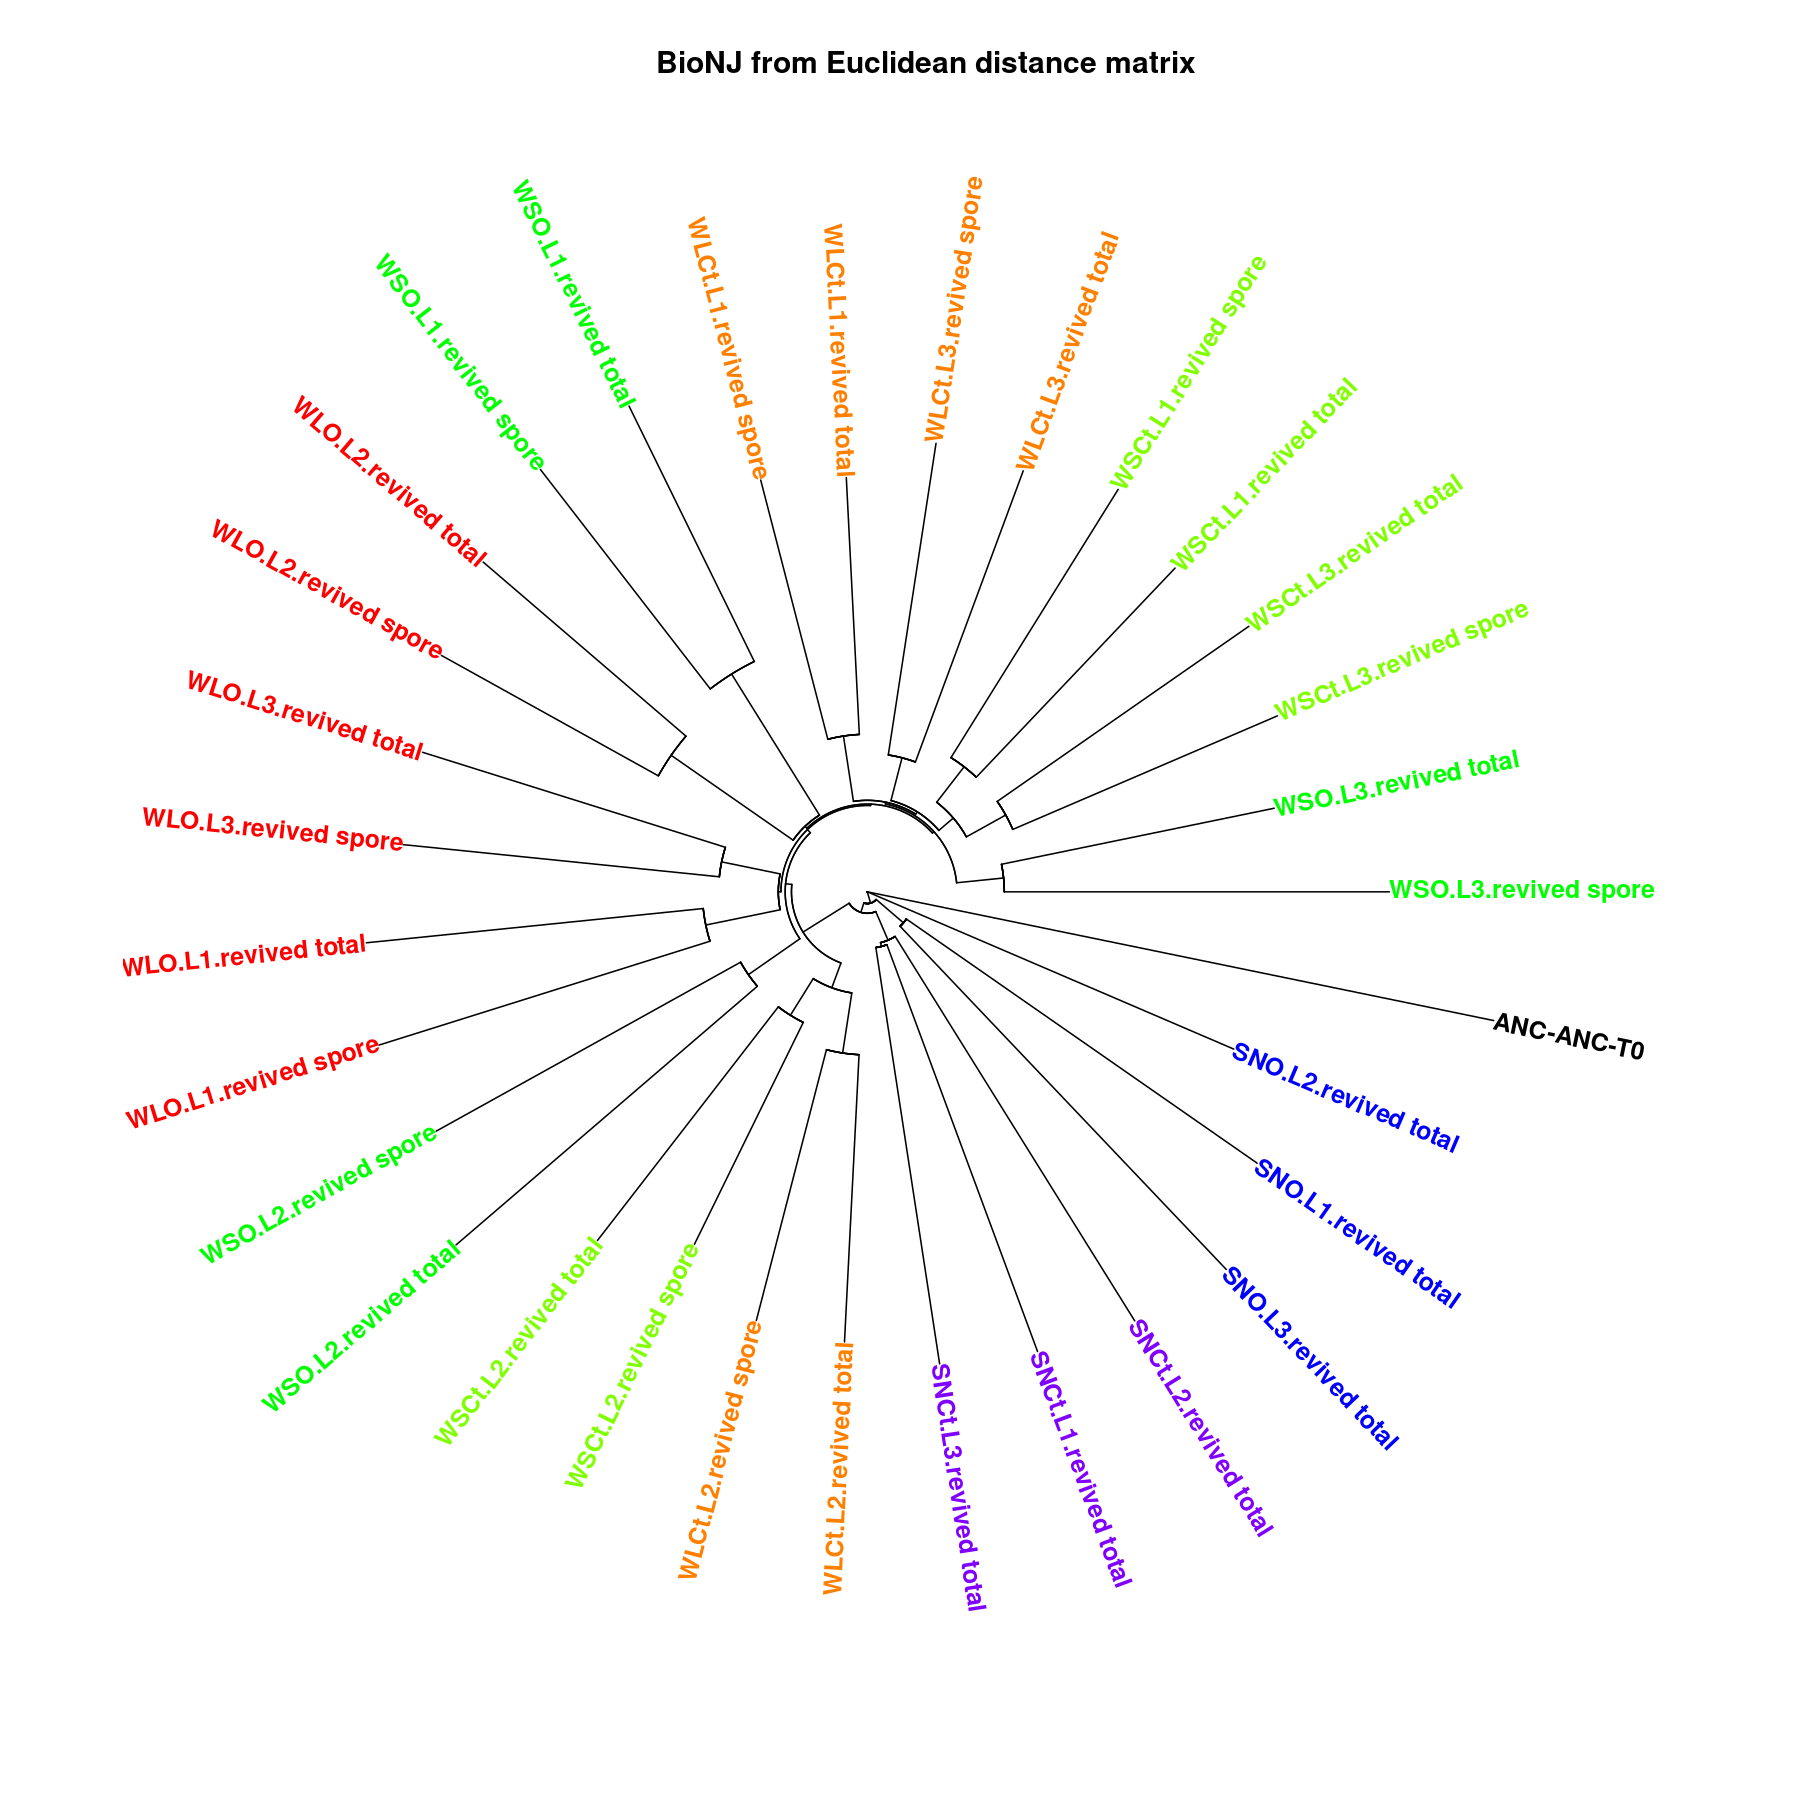 BioNJ from Euclidean distance matrix
WSO.L1.revived total
WSO.L1.revived spore
WLCt.L1.revived spore
WLCt.L1.revived total
WLCt.L3.revived spore
WLCt.L3.revived total
WSCt.L1.revived spore
WSCt.L1.revived total
WSCt.L3.revived total
WSCt.L3.revived spore
WSO.L3.revived total
WSO.L3.revived spore
ANC-ANC-T0
SNO.L2.revived total
SNO.L1.revived total
SNO.L3.revived total
SNCt.L2.revived total
SNCt.L1.revived total
SNCt.L3.revived total
WLCt.L2.revived total
WLCt.L2.revived spore
WSCt.L2.revived spore
WSCt.L2.revived total
WSO.L2.revived total
WSO.L2.revived spore
WLO.L1.revived spore
WLO.L1.revived total
WLO.L3.revived spore
WLO.L3.revived total
WLO.L2.revived spore
WLO.L2.revived total